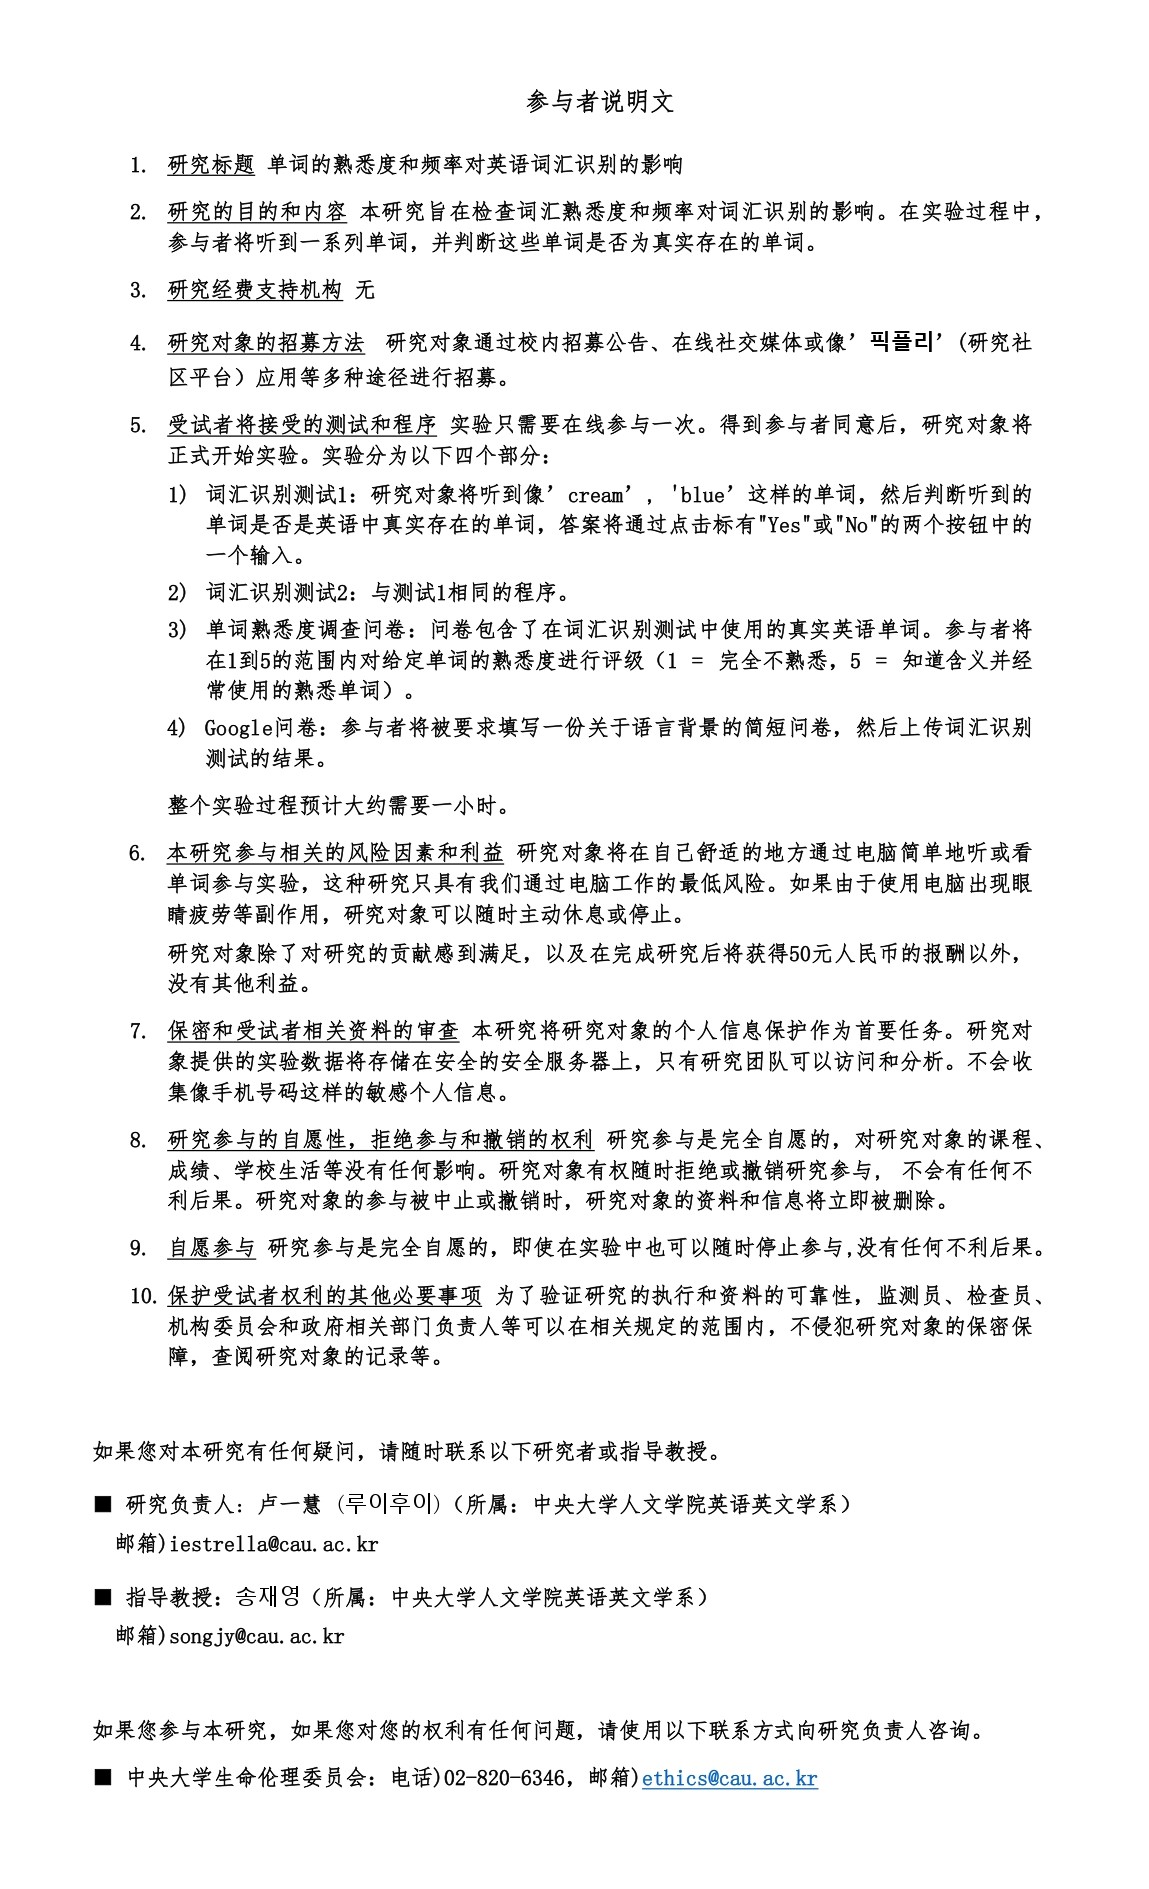 参与者说明文
1. 研究标题 单词的熟悉度和频率对英语词汇识别的影响
2. 研究的目的和内容 本研究旨在检查词汇熟悉度和频率对词汇识别的影响。在实验过程中，
参与者将听到一系列单词，并判断这些单词是否为真实存在的单词。
3. 研究经费支持机构 无
4. 研究对象的招募方法 研究对象通过校内招募公告、在线社交媒体或像’픽플리’(研究社
区平台）应用等多种途径进行招募。
5. 受试者将接受的测试和程序 实验只需要在线参与一次。得到参与者同意后，研究对象将
正式开始实验。实验分为以下四个部分：
1) 词汇识别测试1：研究对象将听到像’cream’, 'blue’这样的单词，然后判断听到的
单词是否是英语中真实存在的单词，答案将通过点击标有"Yes"或"No"的两个按钮中的
一个输入。
2) 词汇识别测试2：与测试1相同的程序。
3) 单词熟悉度调查问卷：问卷包含了在词汇识别测试中使用的真实英语单词。参与者将
在1到5的范围内对给定单词的熟悉度进行评级（1 = 完全不熟悉，5 = 知道含义并经
常使用的熟悉单词）。
4) Google问卷：参与者将被要求填写一份关于语言背景的简短问卷，然后上传词汇识别
测试的结果。
整个实验过程预计大约需要一小时。
6. 本研究参与相关的风险因素和利益 研究对象将在自己舒适的地方通过电脑简单地听或看
单词参与实验，这种研究只具有我们通过电脑工作的最低风险。如果由于使用电脑出现眼
睛疲劳等副作用，研究对象可以随时主动休息或停止。
研究对象除了对研究的贡献感到满足，以及在完成研究后将获得50元人民币的报酬以外，
没有其他利益。
7. 保密和受试者相关资料的审查 本研究将研究对象的个人信息保护作为首要任务。研究对
象提供的实验数据将存储在安全的安全服务器上，只有研究团队可以访问和分析。不会收
集像手机号码这样的敏感个人信息。
8. 研究参与的自愿性，拒绝参与和撤销的权利 研究参与是完全自愿的，对研究对象的课程、
成绩、学校生活等没有任何影响。研究对象有权随时拒绝或撤销研究参与， 不会有任何不
利后果。研究对象的参与被中止或撤销时，研究对象的资料和信息将立即被删除。
9. 自愿参与 研究参与是完全自愿的，即使在实验中也可以随时停止参与,没有任何不利后果。
10. 保护受试者权利的其他必要事项 为了验证研究的执行和资料的可靠性，监测员、检查员、
机构委员会和政府相关部门负责人等可以在相关规定的范围内，不侵犯研究对象的保密保
障，查阅研究对象的记录等。
如果您对本研究有任何疑问，请随时联系以下研究者或指导教授。
■ 研究负责人：卢一慧 (루이후이)（所属：中央大学人文学院英语英文学系）
邮箱)iestrella@cau.ac.kr
■ 指导教授：송재영（所属：中央大学人文学院英语英文学系）
邮箱)songjy@cau.ac.kr
如果您参与本研究，如果您对您的权利有任何问题，请使用以下联系方式向研究负责人咨询。
■ 中央大学生命伦理委员会：电话)02-820-6346，邮箱)ethics@cau.ac.kr